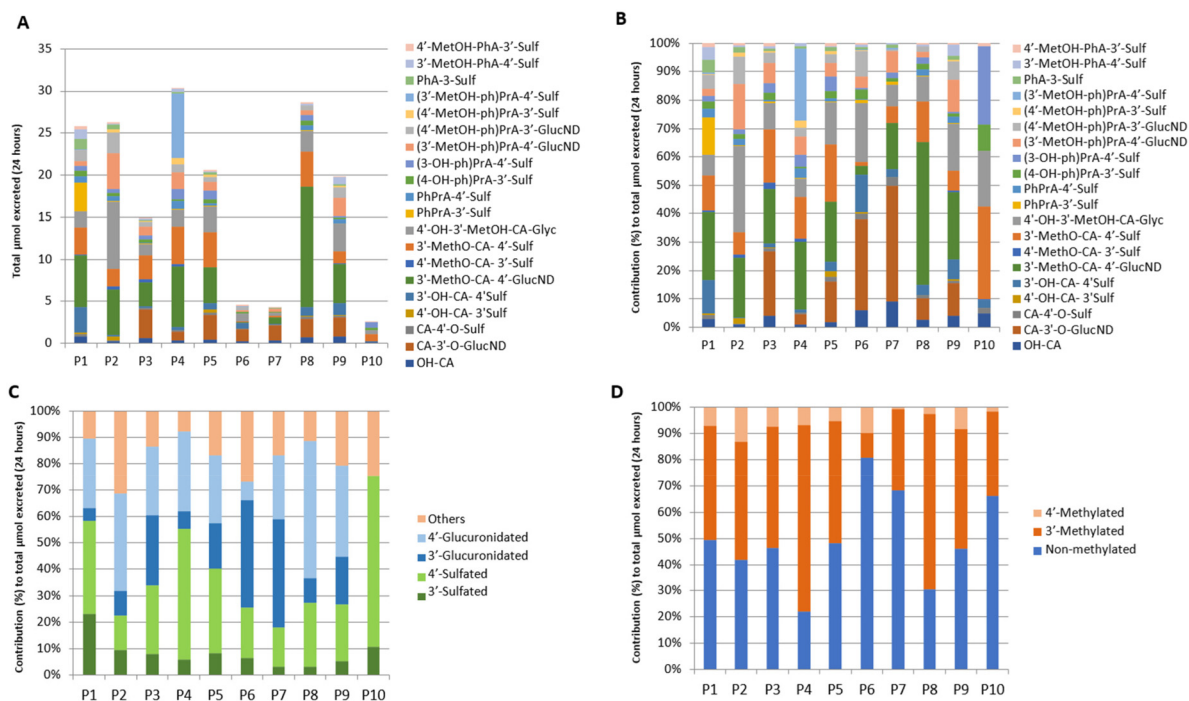 A
Total µmol excreted (24 hours)
35
30
25
20
15
10
5
0
P1 P2 P3 P4 P5 P6 P7 P8 P9 P10
4′-MetOH-PhA-3′-Sulf
3′-MetOH-PhA-4′-Sulf
PhA-3-Sulf
(3′-MetOH-ph)PrA-4′-Sulf
(4′-MetOH-ph)PrA-3′-Sulf
(4′-MetOH-ph)PrA-3′-GlucND
(3′-MetOH-ph)PrA-4′-GlucND
(3-OH-ph)PrA-4′-Sulf
(4-OH-ph)PrA-3′-Sulf
PhPrA-4′-Sulf
PhPrA-3′-Sulf
4'-OH-3'-MetOH-CA-Glyc
3′-MethO-CA- 4′-Sulf
4′-MethO-CA- 3′-Sulf
3′-MethO-CA- 4′-GlucND
3′-OH-CA- 4'Sulf
4′-OH-CA- 3'Sulf
CA-4′-O-Sulf
CA-3′-O-GlucND
OH-CA
B
Contribution (%) to total µmol excreted (24 hours)
100%
90%
80%
70%
60%
50%
40%
30%
20%
10%
0%
P1 P2 P3 P4 P5 P6 P7 P8 P9 P10
4′-MetOH-PhA-3′-Sulf
3′-MetOH-PhA-4′-Sulf
PhA-3-Sulf
(3′-MetOH-ph)PrA-4′-Sulf
(4′-MetOH-ph)PrA-3′-Sulf
(4′-MetOH-ph)PrA-3′-GlucND
(3′-MetOH-ph)PrA-4′-GlucND
(3-OH-ph)PrA-4′-Sulf
(4-OH-ph)PrA-3′-Sulf
PhPrA-4′-Sulf
PhPrA-3′-Sulf
4'-OH-3'-MetOH-CA-Glyc
3′-MethO-CA- 4′-Sulf
4′-MethO-CA- 3′-Sulf
3′-MethO-CA- 4′-GlucND
3′-OH-CA- 4'Sulf
4′-OH-CA- 3'Sulf
CA-4′-O-Sulf
CA-3′-O-GlucND
OH-CA
C
Contribution (%) to total µmol excreted (24 hours)
100%
90%
80%
70%
60%
50%
40%
30%
20%
10%
0%
P1 P2 P3 P4 P5 P6 P7 P8 P9 P10
Others
4′-Glucuronidated
3′-Glucuronidated
4′-Sulfated
3′-Sulfated
D
Contribution (%) to total µmol excreted (24 hours)
100%
90%
80%
70%
60%
50%
40%
30%
20%
10%
0%
P1 P2 P3 P4 P5 P6 P7 P8 P9 P10
4′-Methylated
3′-Methylated
Non-methylated